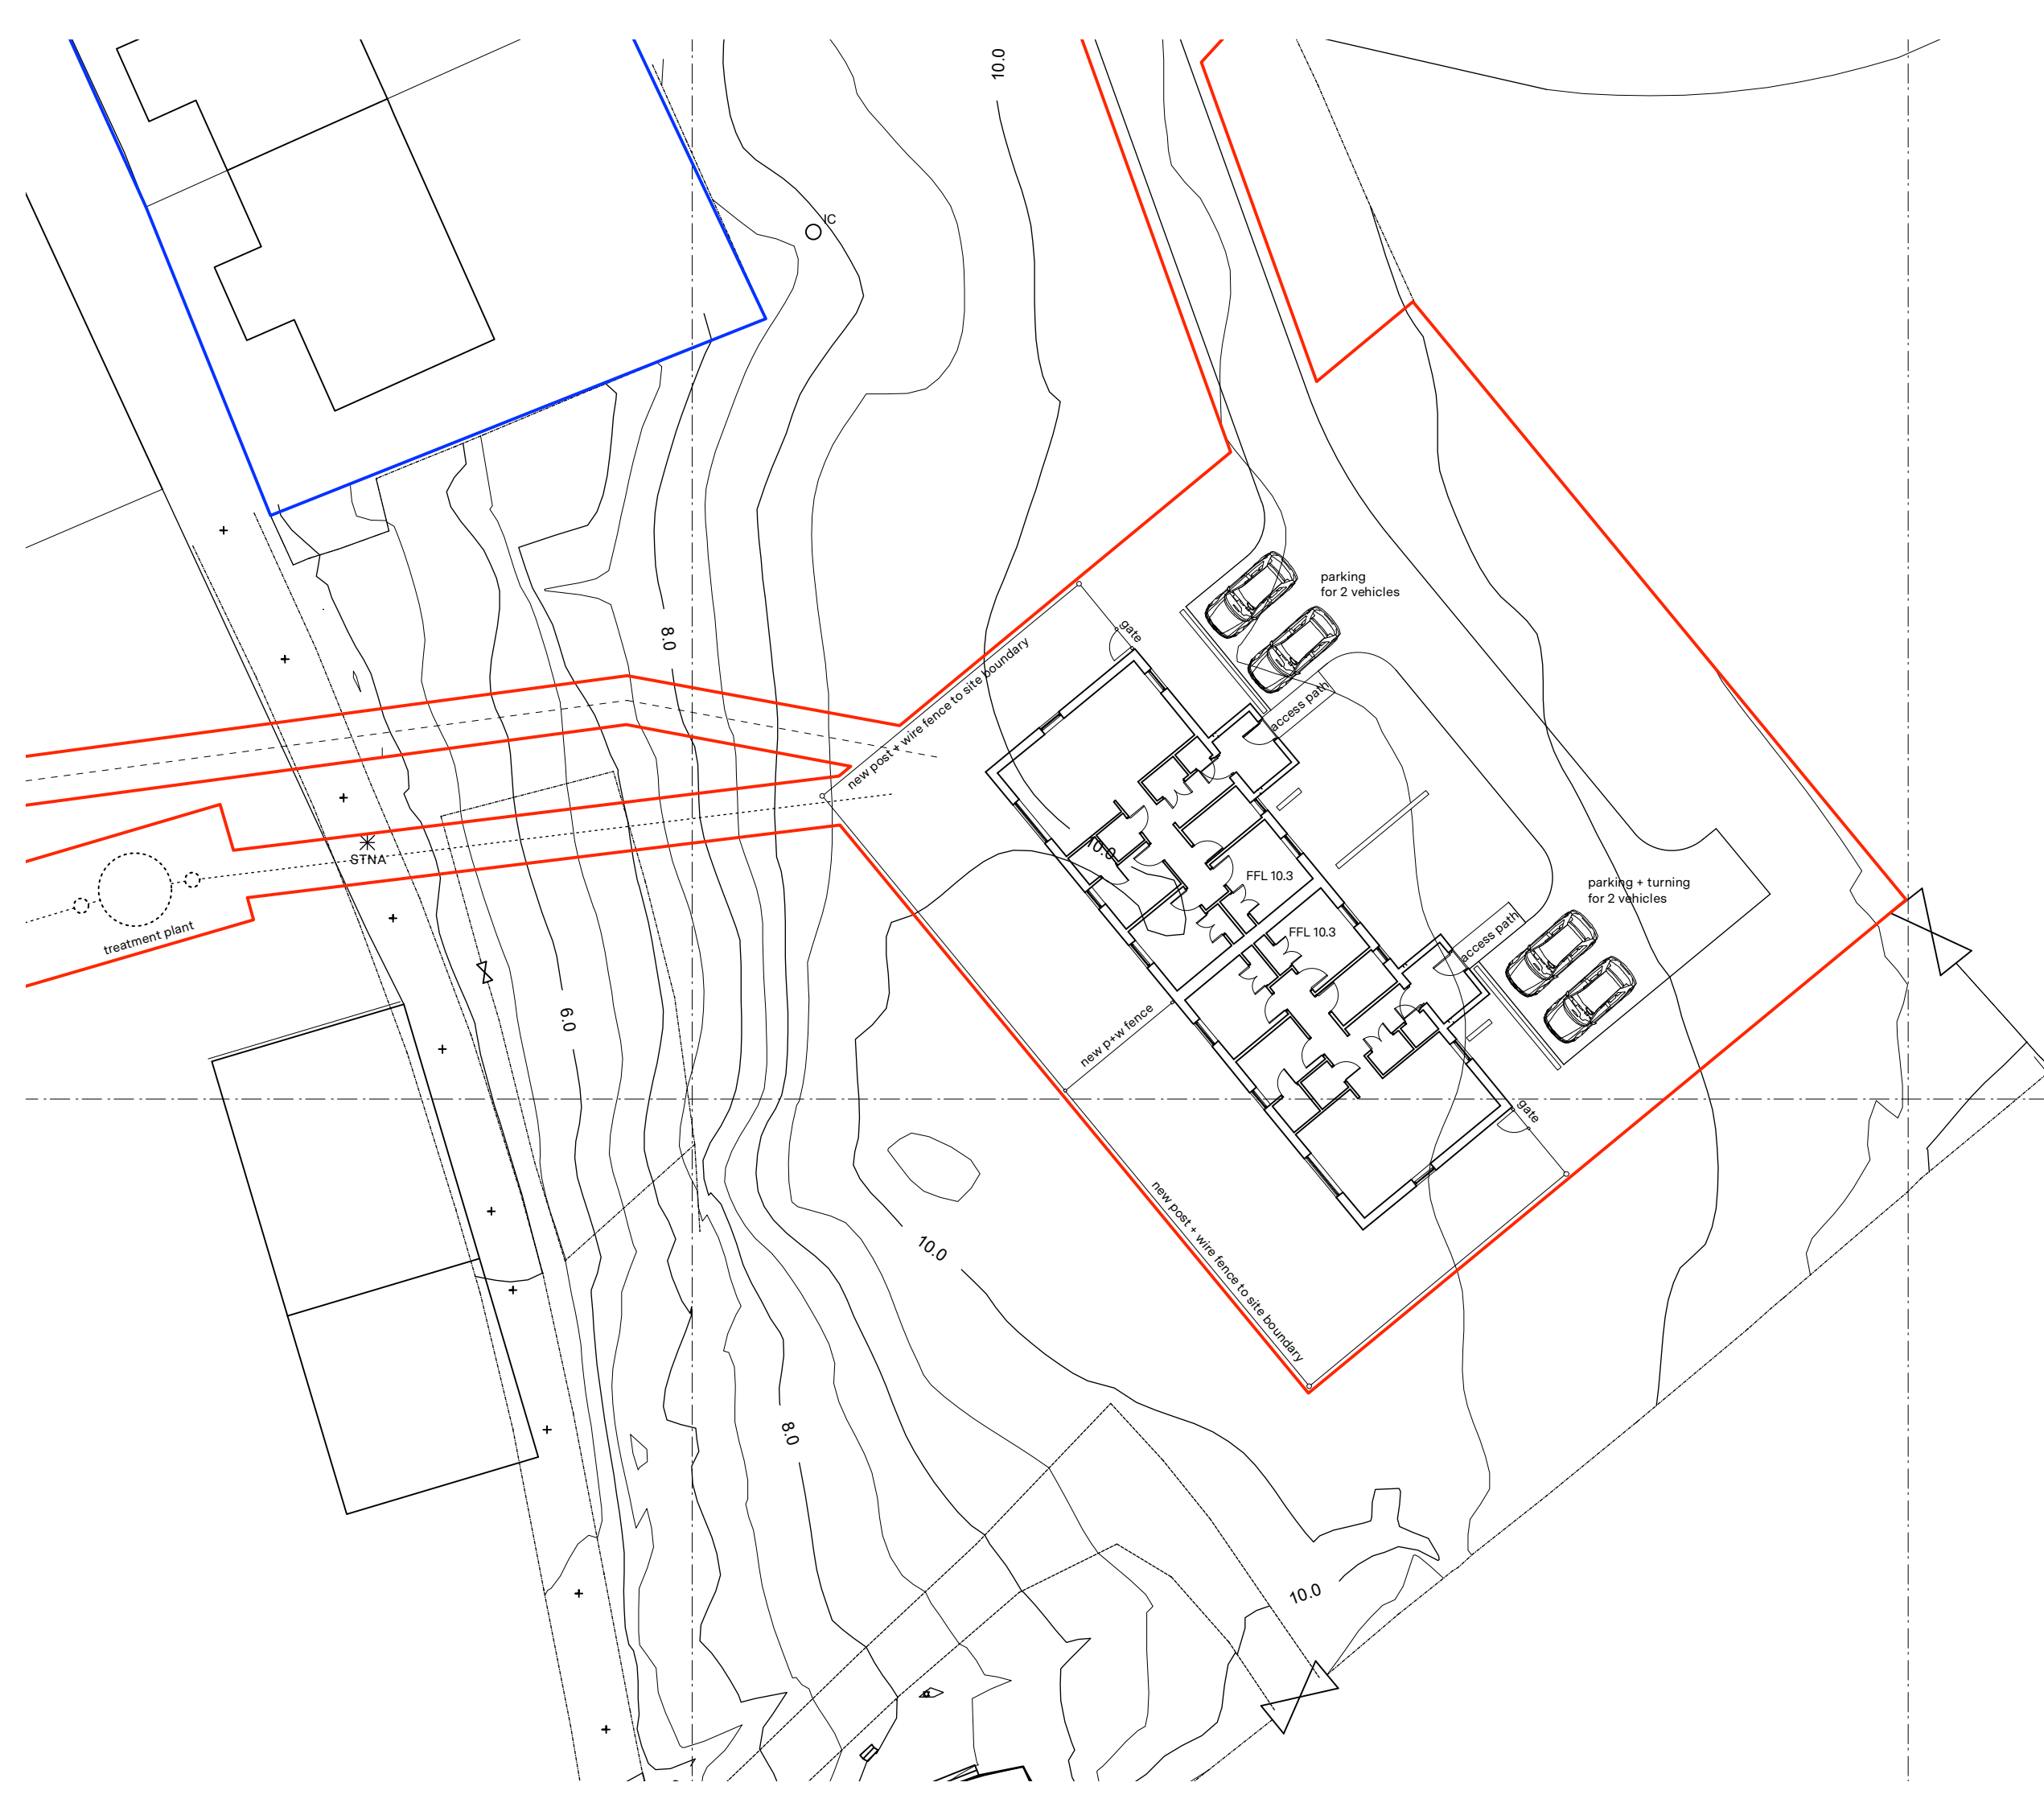 10.0
IC
parking
for 2 vehicles
gate
8.0
new post + wire fence to site boundary
access path
10.0
STNA
FFL 10.3
parking + turning
for 2 vehicles
treatment plant
FFL 10.3
access path
6.0
new p+w fence
gate
10.0
new post + wire fence to site boundary
8.0
10.0